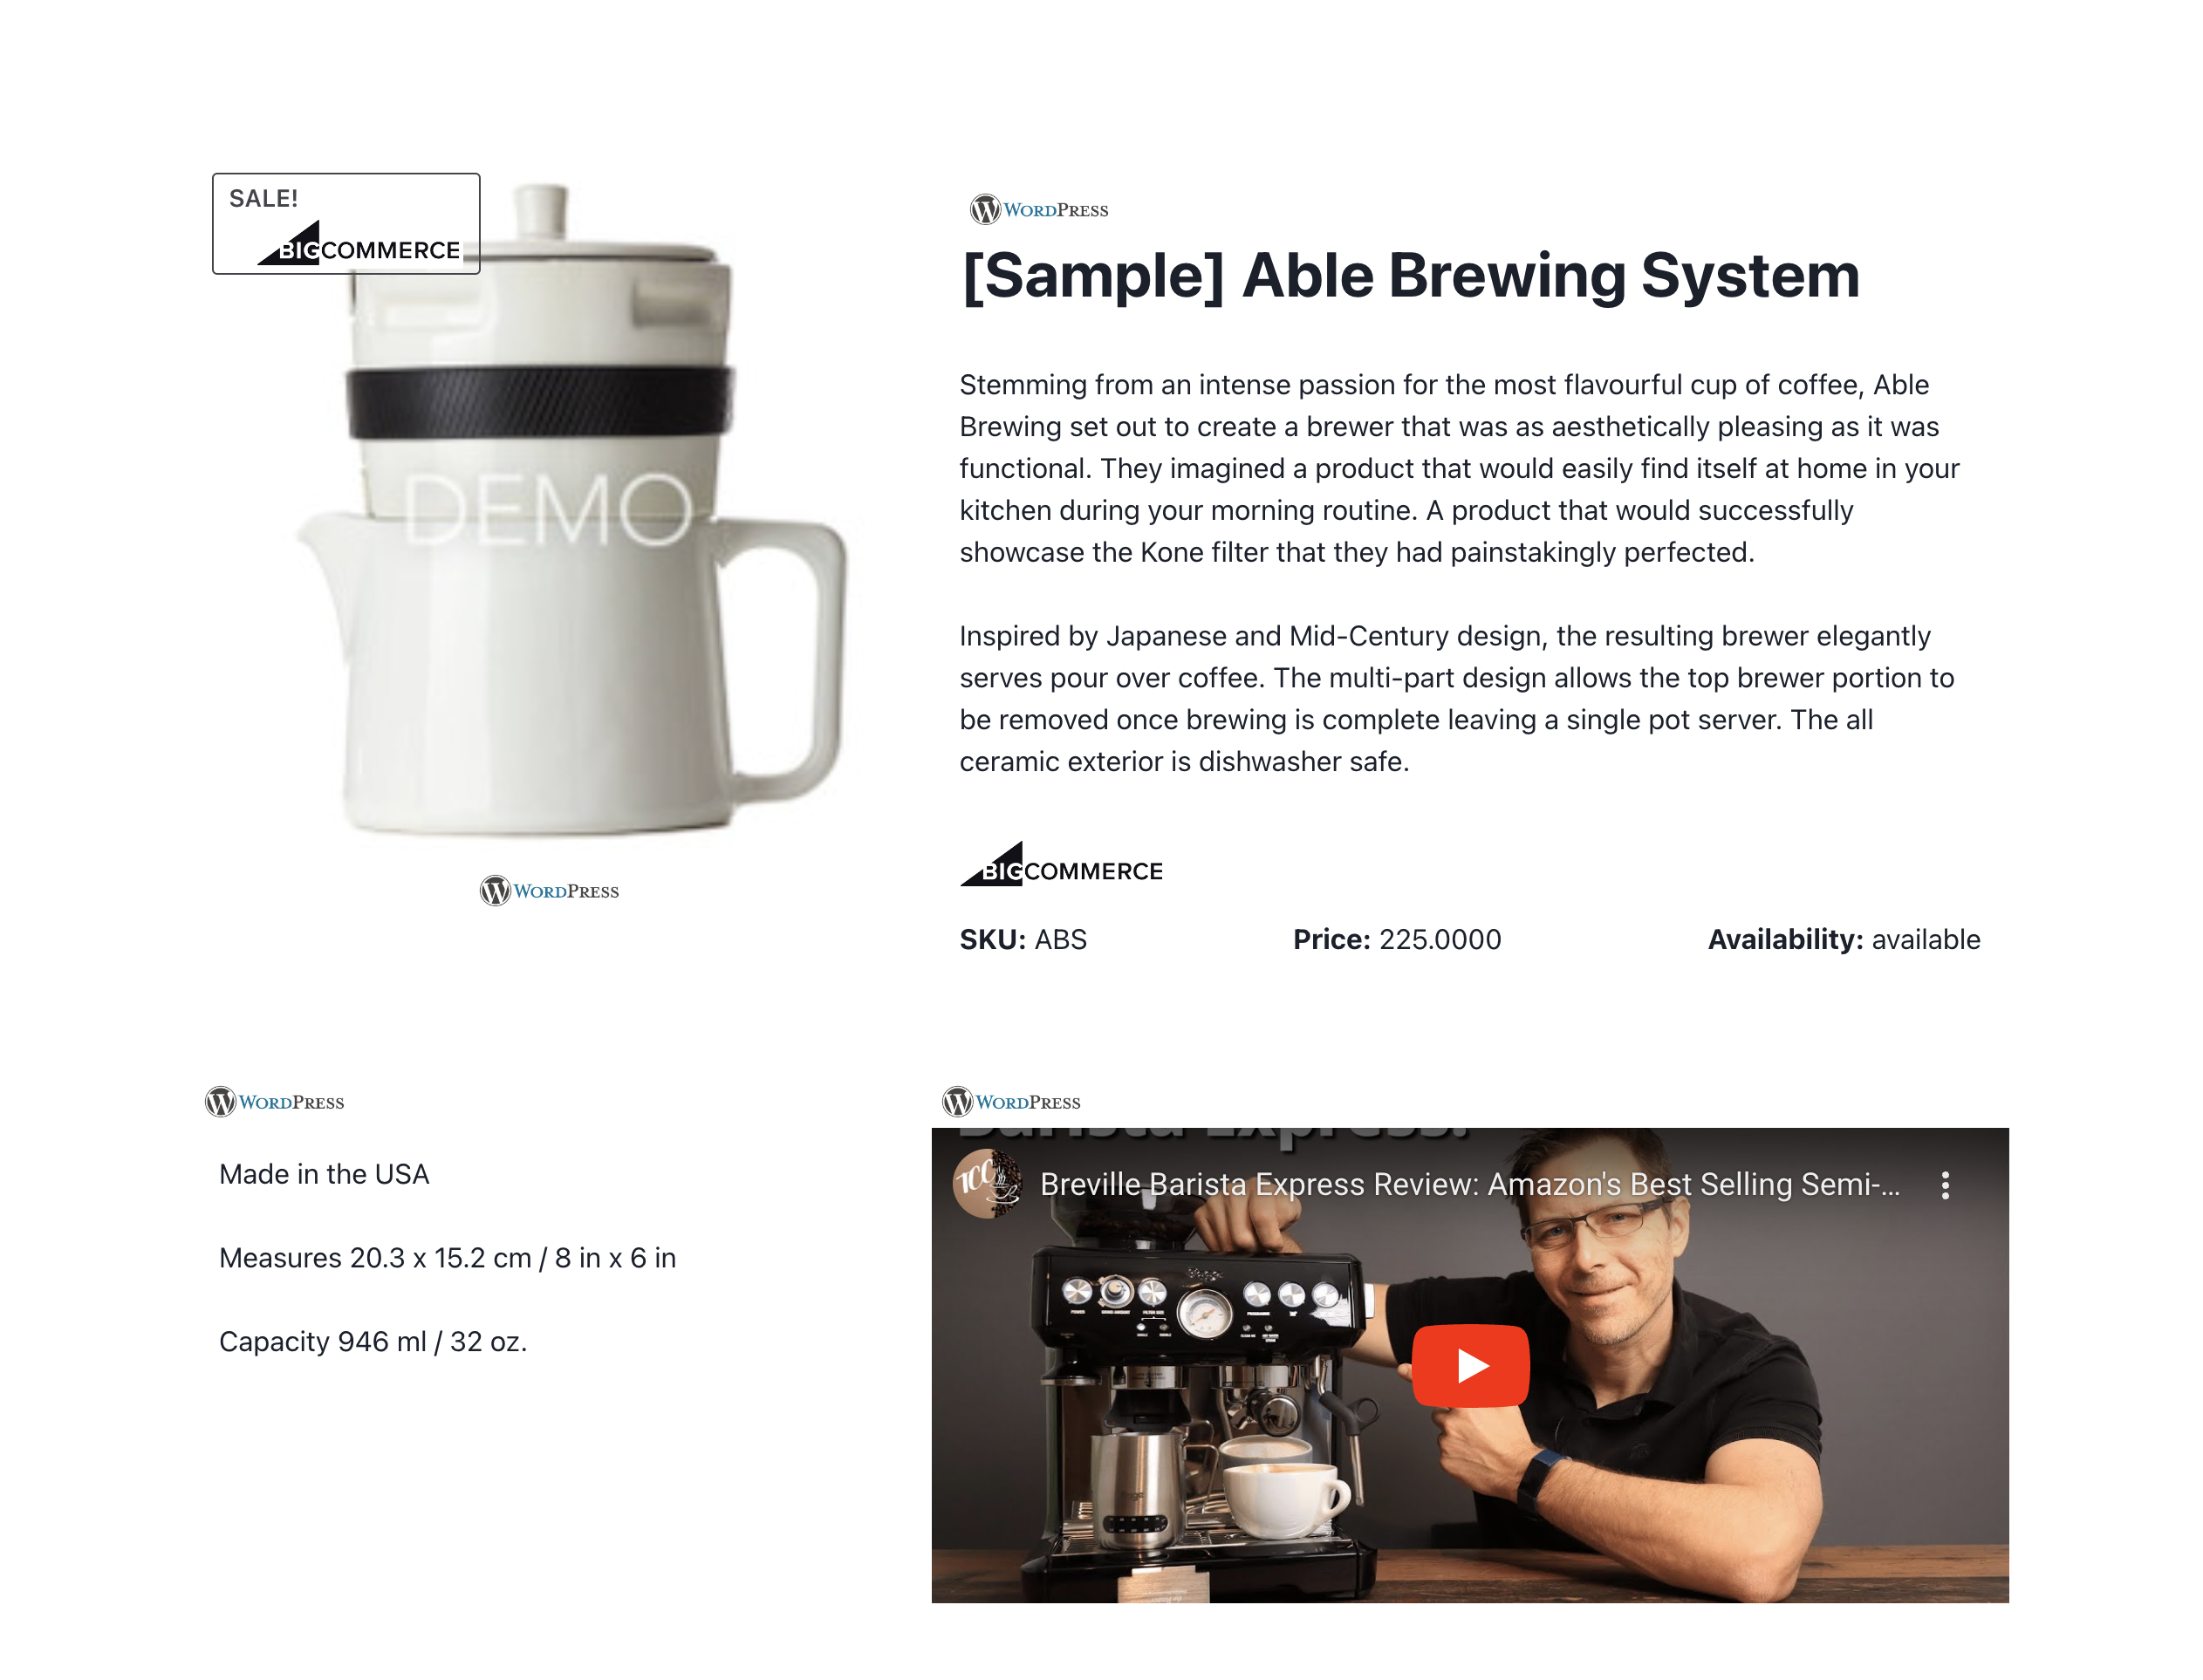 SALE!
BIGCOMMERCE
DEMO
WORDPRESS
WORDPRESS
[Sample] Able Brewing System
Stemming from an intense passion for the most flavourful cup of coffee, Able
Brewing set out to create a brewer that was as aesthetically pleasing as it was
functional. They imagined a product that would easily find itself at home in your
kitchen during your morning routine. A product that would successfully
showcase the Kone filter that they had painstakingly perfected.
Inspired by Japanese and Mid-Century design, the resulting brewer elegantly
serves pour over coffee. The multi-part design allows the top brewer portion to
be removed once brewing is complete leaving a single pot server. The all
ceramic exterior is dishwasher safe.
BIGCOMMERCE
SKU: ABS Price: 225.0000 Availability: available
WORDPRESS
Made in the USA
Measures 20.3 x 15.2 cm / 8 in x 6 in
Capacity 946 ml / 32 oz.
WORDPRESS
Barista Express:
TCC
Breville Barista Express Review: Amazon's Best Selling Semi-...